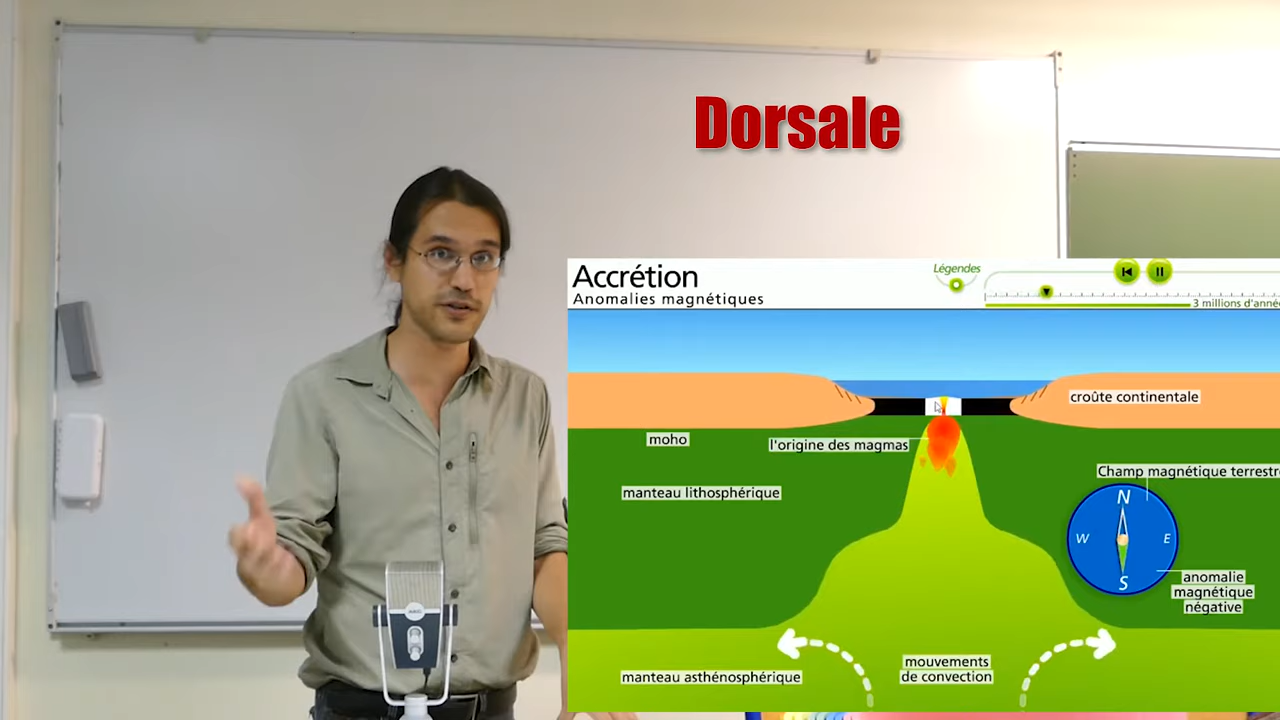 Dorsale
Accrétion
Anomalies magnétiques
Légendes
3 millions d'anné
croûte continentale
moho
l'origine des magmas
Champ magnétique terrestr
manteau lithosphérique
N
W
E
S
anomalie
magnétique
négative
mouvements
de convection
manteau asthénosphérique